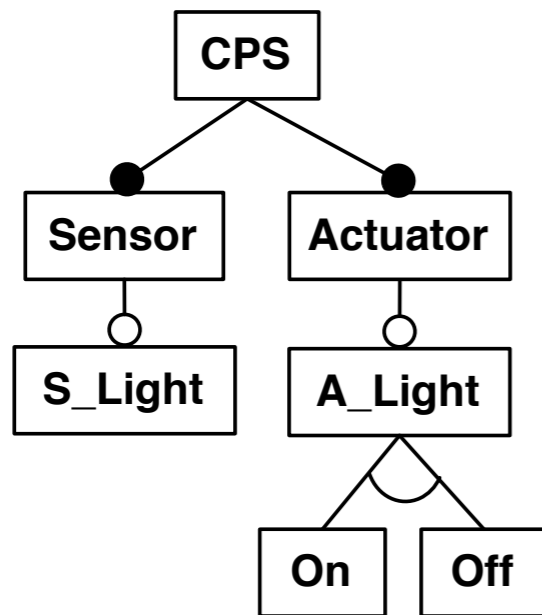 CPS
Sensor
Actuator
S_Light
A_Light
On
Off